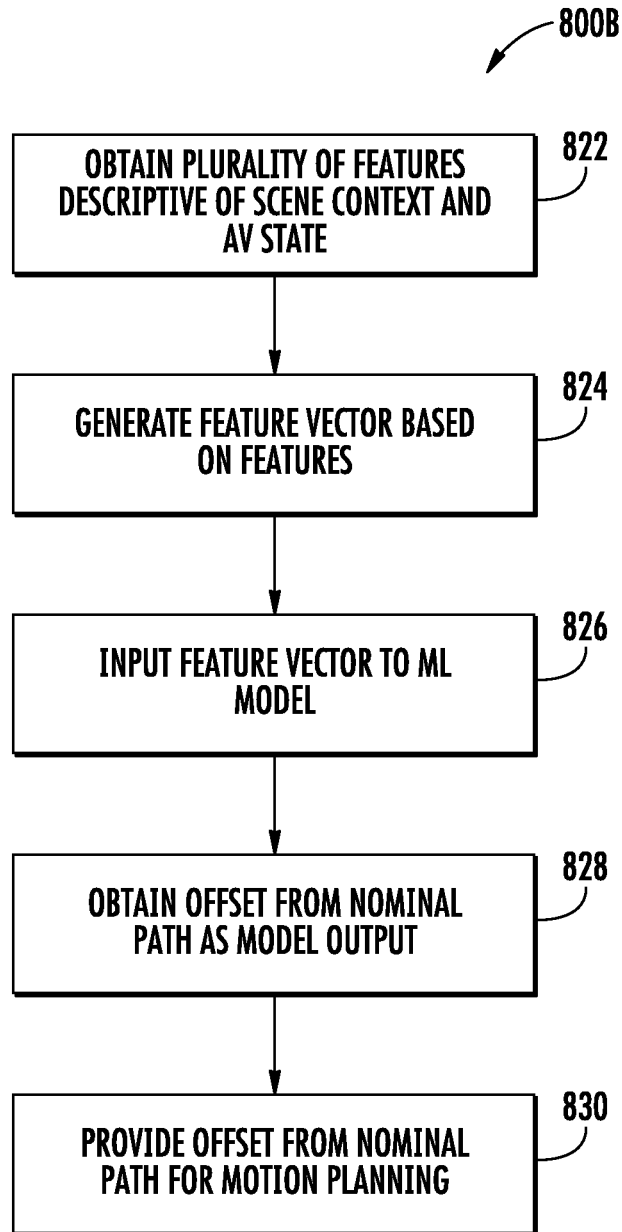 800B
OBTAIN PLURALITY OF FEATURES
DESCRIPTIVE OF SCENE CONTEXT AND
AV STATE
822
GENERATE FEATURE VECTOR BASED
ON FEATURES
824
INPUT FEATURE VECTOR TO ML
MODEL
826
OBTAIN OFFSET FROM NOMINAL
PATH AS MODEL OUTPUT
828
PROVIDE OFFSET FROM NOMINAL
PATH FOR MOTION PLANNING
830